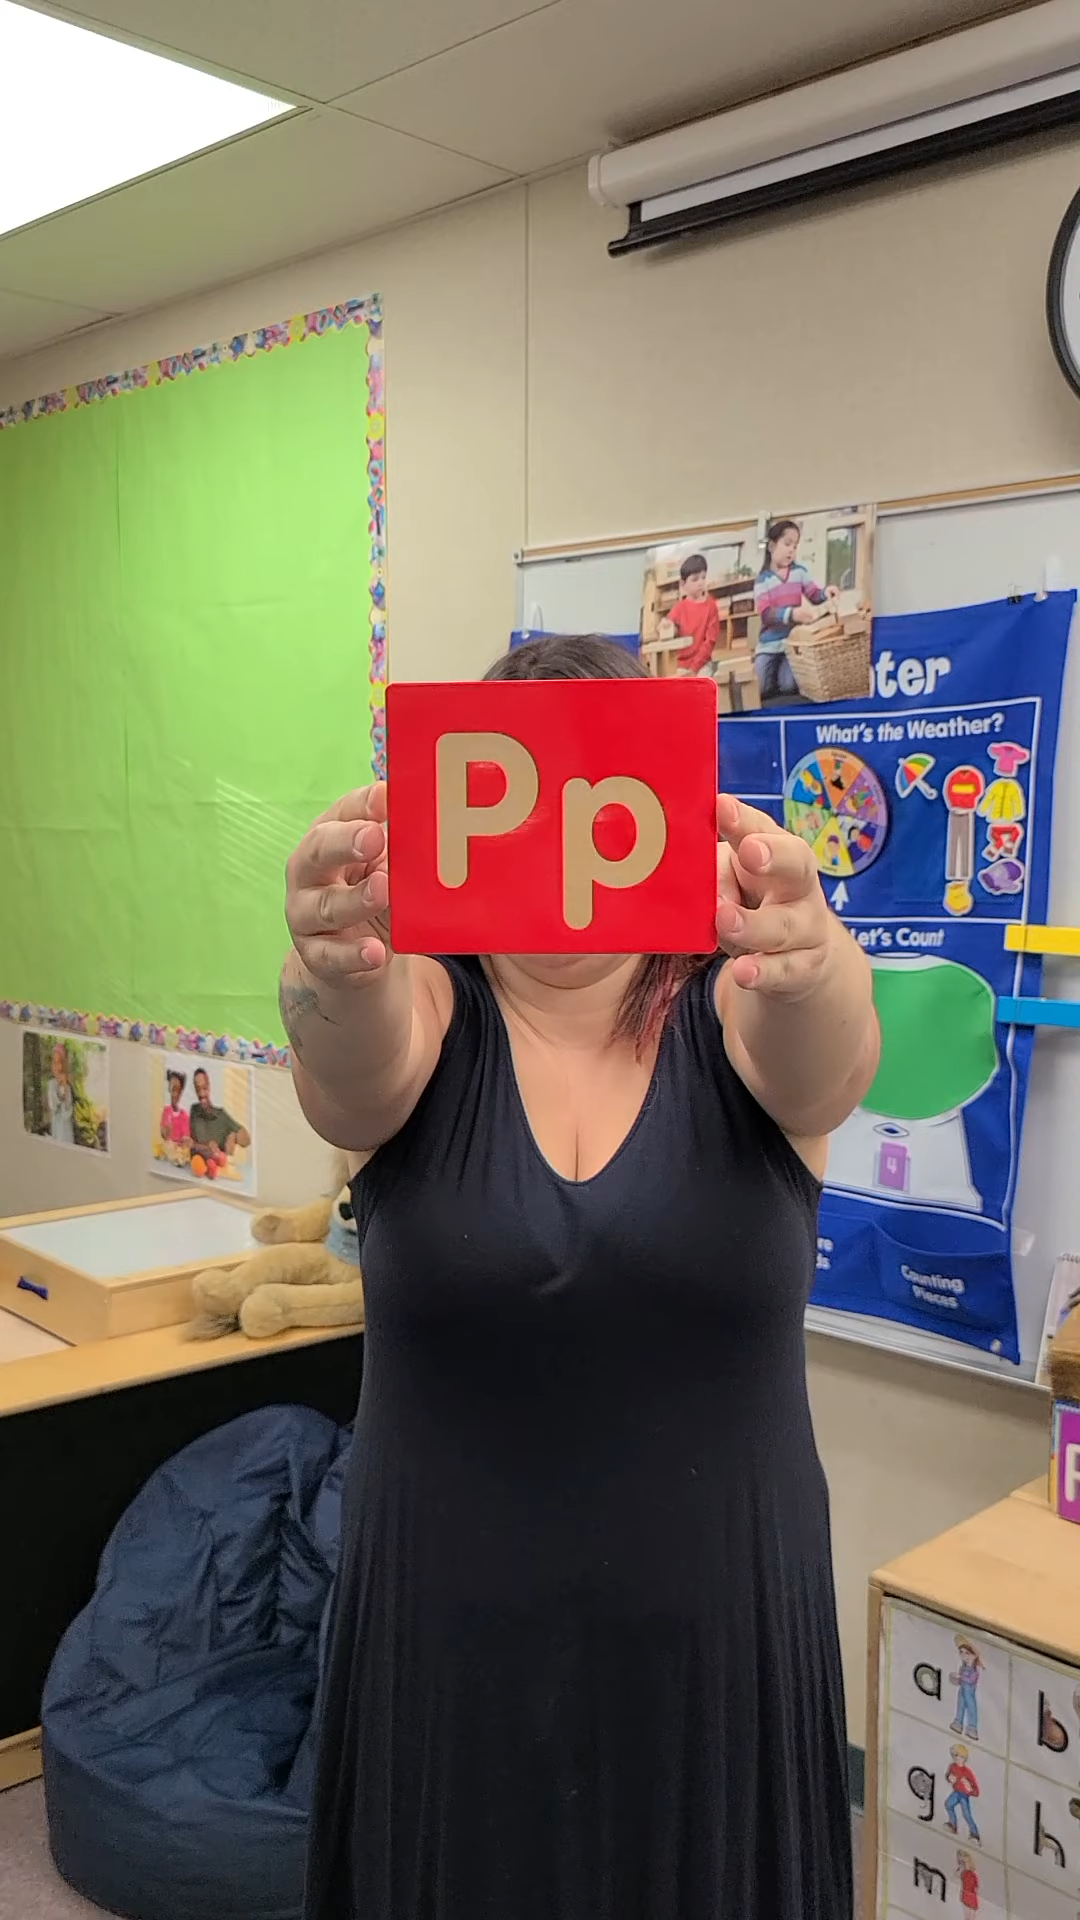 Pp
ter
What's the Weather?
Let's Count
4
Counting
Pieces
a
b
g
h
m